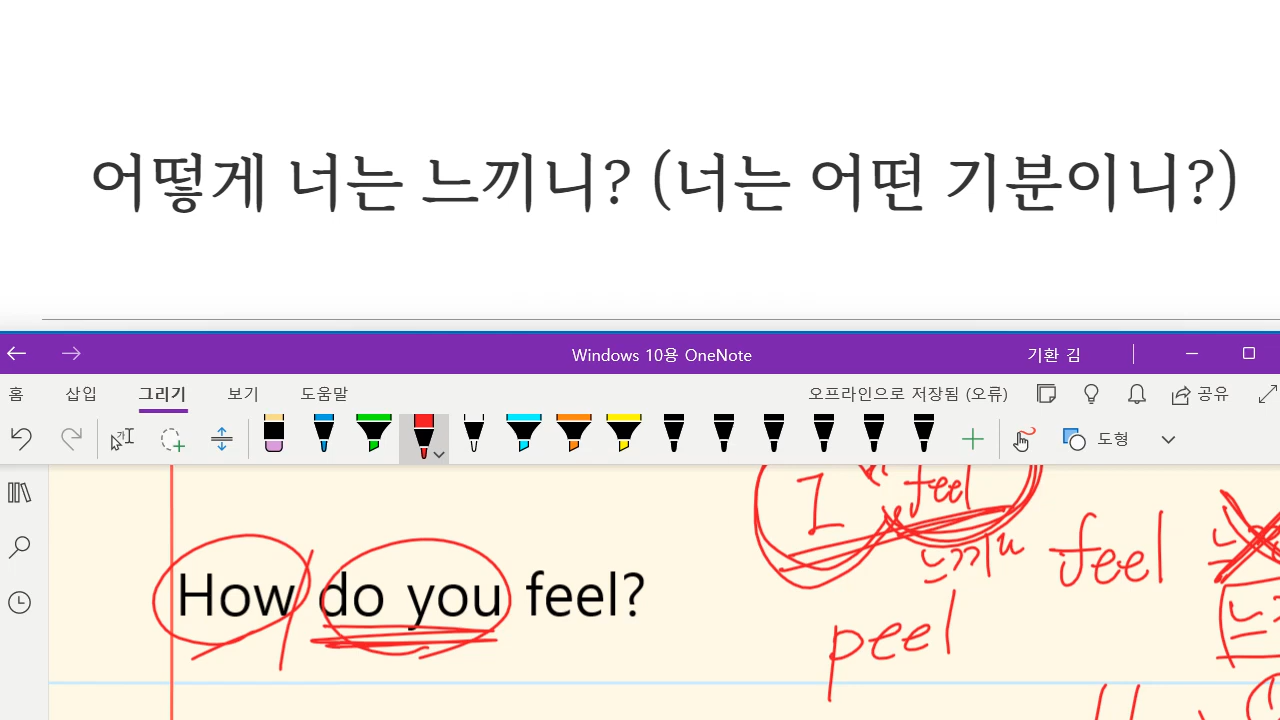 어떻게 너는 느끼니? (너는 어떤 기분이니?)
Windows 10용 OneNote
기환 김
홈 삽입 그리기 보기 도움말
오프라인으로 저장됨 (오류) 공유
도형
I feel
느끼니
feel
How do you feel?
peel